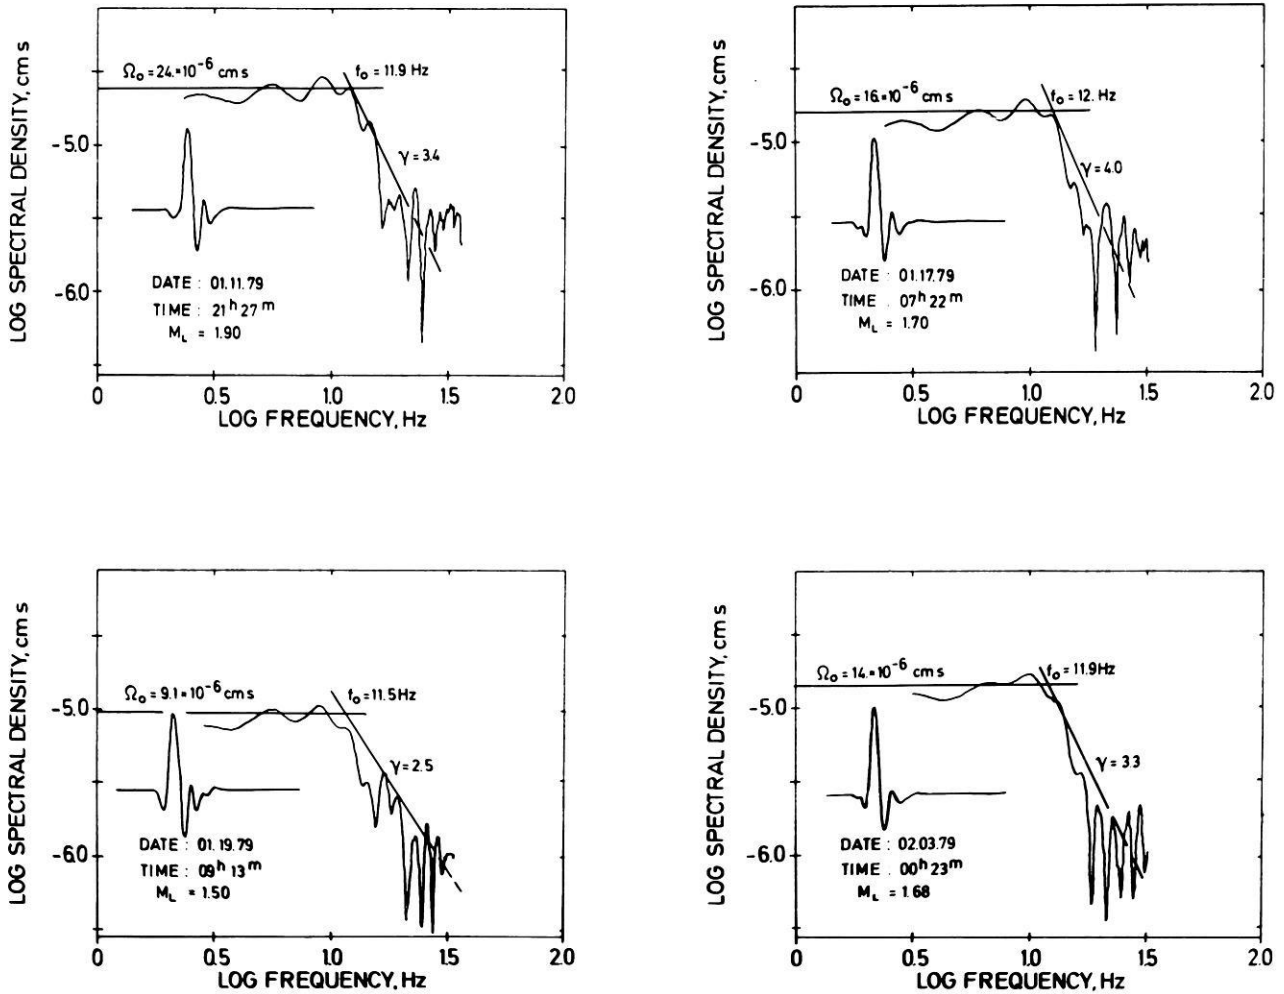 LOG SPECTRAL DENSITY, cm s
Ω₀ = 24.*10⁻⁶ cm s
f₀ = 11.9 Hz
γ = 3.4
-5.0
-6.0
DATE : 01.11.79
TIME : 21ʰ 27ᵐ
M_L = 1.90
0 0.5 1.0 1.5 2.0
LOG FREQUENCY, Hz
LOG SPECTRAL DENSITY, cm s
Ω₀ = 16.*10⁻⁶ cm s
f₀ = 12. Hz
γ = 4.0
-5.0
-6.0
DATE : 01.17.79
TIME : 07ʰ 22ᵐ
M_L = 1.70
0 0.5 1.0 1.5 2.0
LOG FREQUENCY, Hz
LOG SPECTRAL DENSITY, cm s
Ω₀ = 9.1*10⁻⁶ cm s
f₀ = 11.5 Hz
γ = 2.5
-5.0
-6.0
DATE : 01.19.79
TIME : 09ʰ 13ᵐ
M_L = 1.50
0 0.5 1.0 1.5 2.0
LOG FREQUENCY, Hz
LOG SPECTRAL DENSITY, cm s
Ω₀ = 14.*10⁻⁶ cm s
f₀ = 11.9 Hz
γ = 3.3
-5.0
-6.0
DATE : 02.03.79
TIME : 00ʰ 23ᵐ
M_L = 1.68
0 0.5 1.0 1.5 2.0
LOG FREQUENCY, Hz